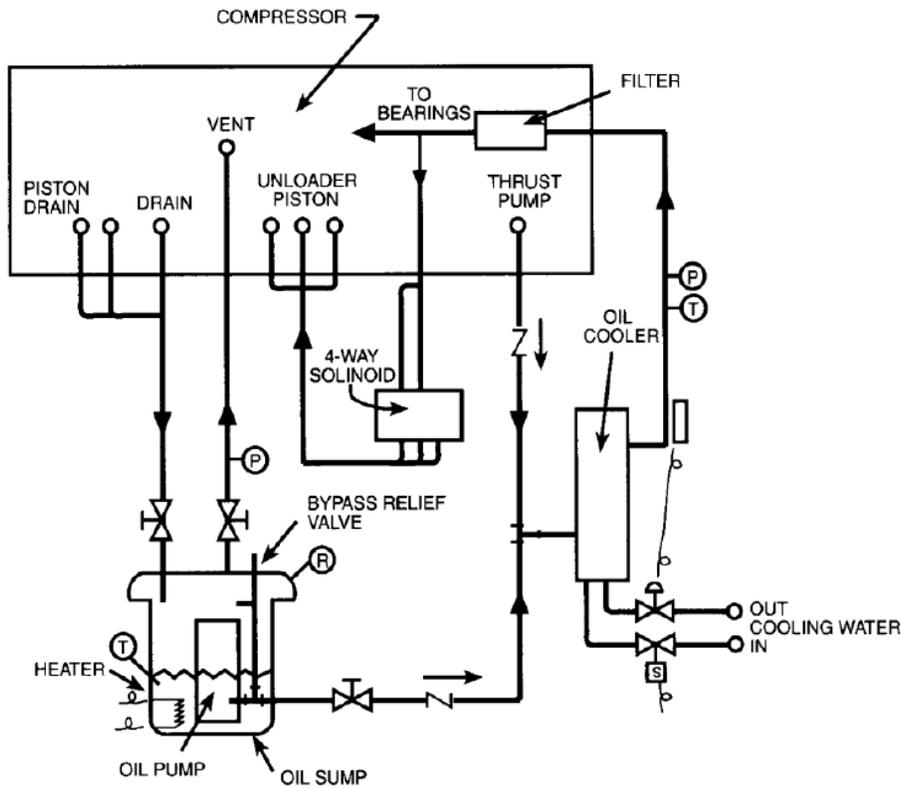 COMPRESSOR
FILTER
TO
BEARINGS
VENT
PISTON
DRAIN
DRAIN
UNLOADER
PISTON
THRUST
PUMP
P
T
OIL
COOLER
4-WAY
SOLINOID
P
BYPASS RELIEF
VALVE
R
OUT
COOLING WATER
IN
T
HEATER
S
OIL PUMP
OIL SUMP